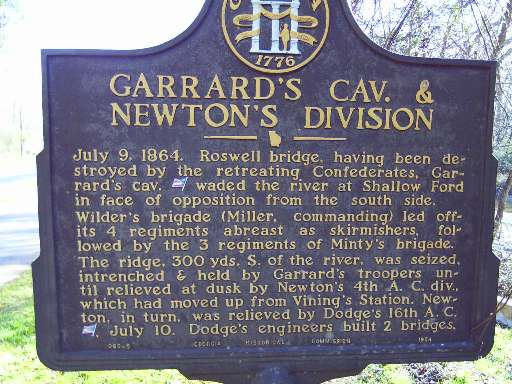 1776
GARRARD'S CAV. &
NEWTON'S DIVISION
July 9, 1864. Roswell bridge, having been de-
stroyed by the retreating Confederates, Gar-
rard's cav. waded the river at Shallow Ford
in face of opposition from the south side.
Wilder's brigade (Miller, commanding) led off-
its 4 regiments abreast as skirmishers, fol-
lowed by the 3 regiments of Minty's brigade.
The ridge, 300 yds. S. of the river, was seized,
intrenched & held by Garrard's troopers un-
til relieved at dusk by Newton's 4th A. C. div.,
which had moved up from Vining's Station. New-
ton, in turn, was relieved by Dodge's 16th A. C.
July 10. Dodge's engineers built 2 bridges.
GEORGIA HISTORICAL COMMISSION 1954